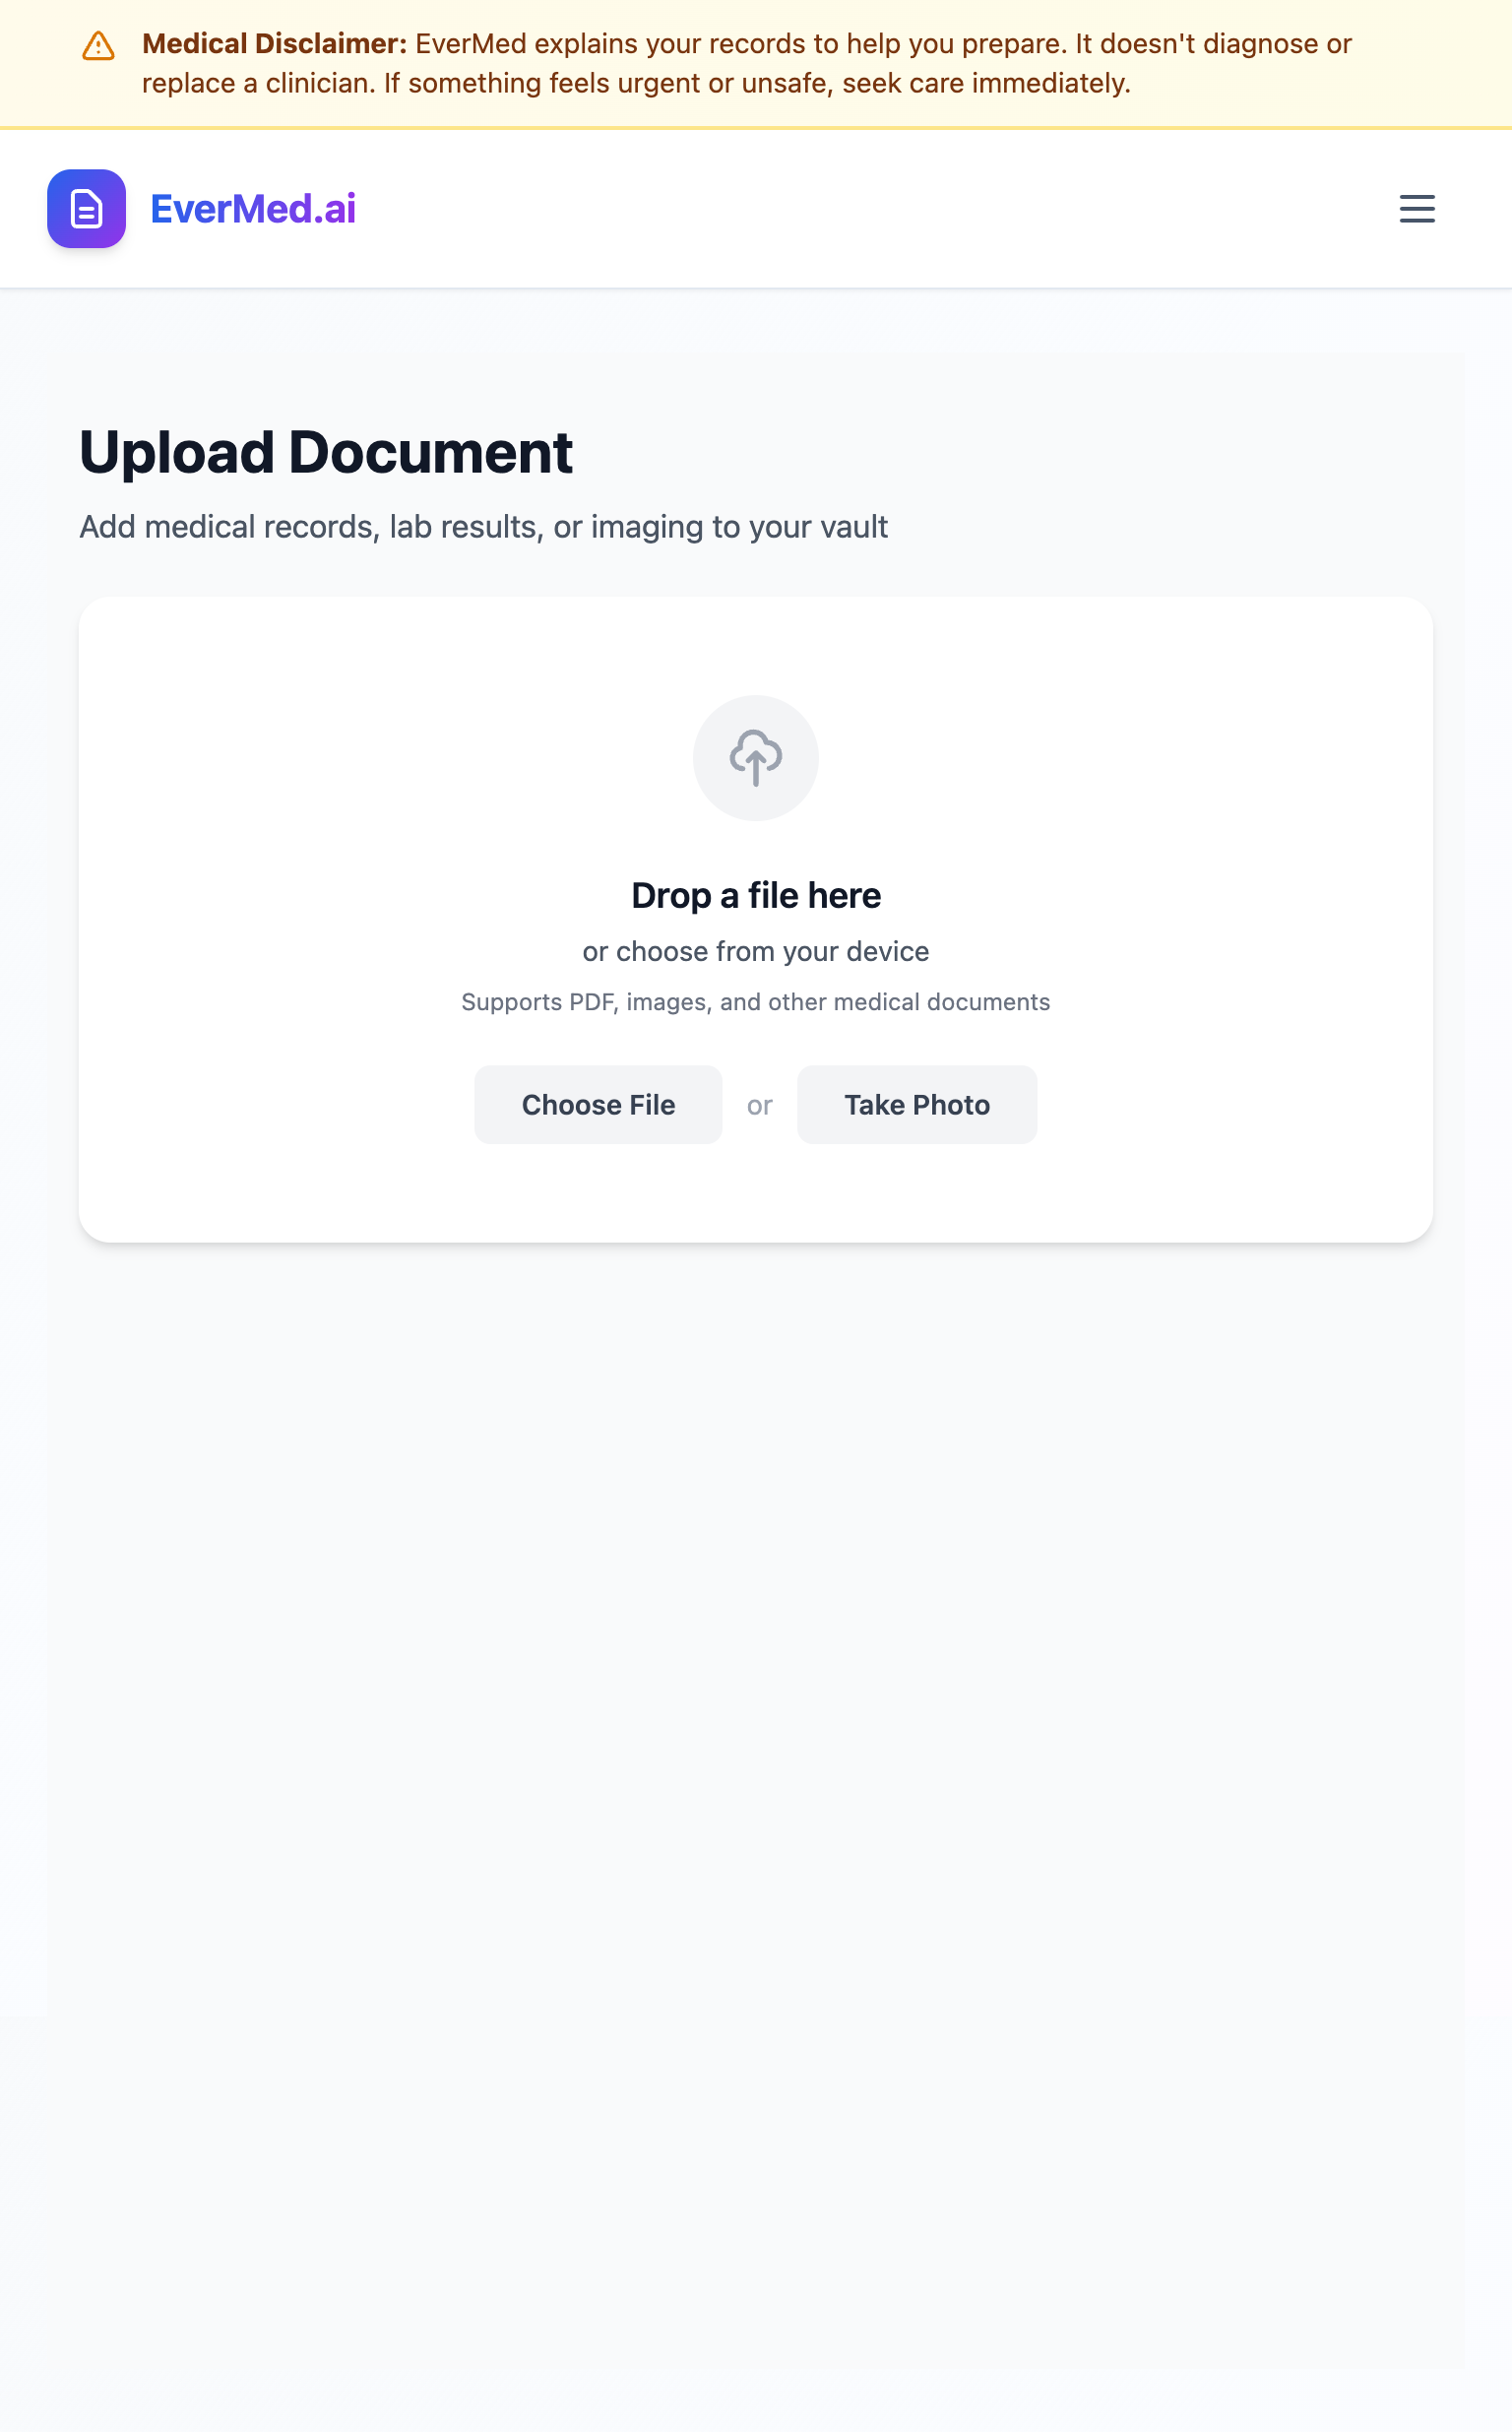 Medical Disclaimer: EverMed explains your records to help you prepare. It doesn't diagnose or
replace a clinician. If something feels urgent or unsafe, seek care immediately.
EverMed.ai
Upload Document
Add medical records, lab results, or imaging to your vault
Drop a file here
or choose from your device
Supports PDF, images, and other medical documents
Choose File or Take Photo